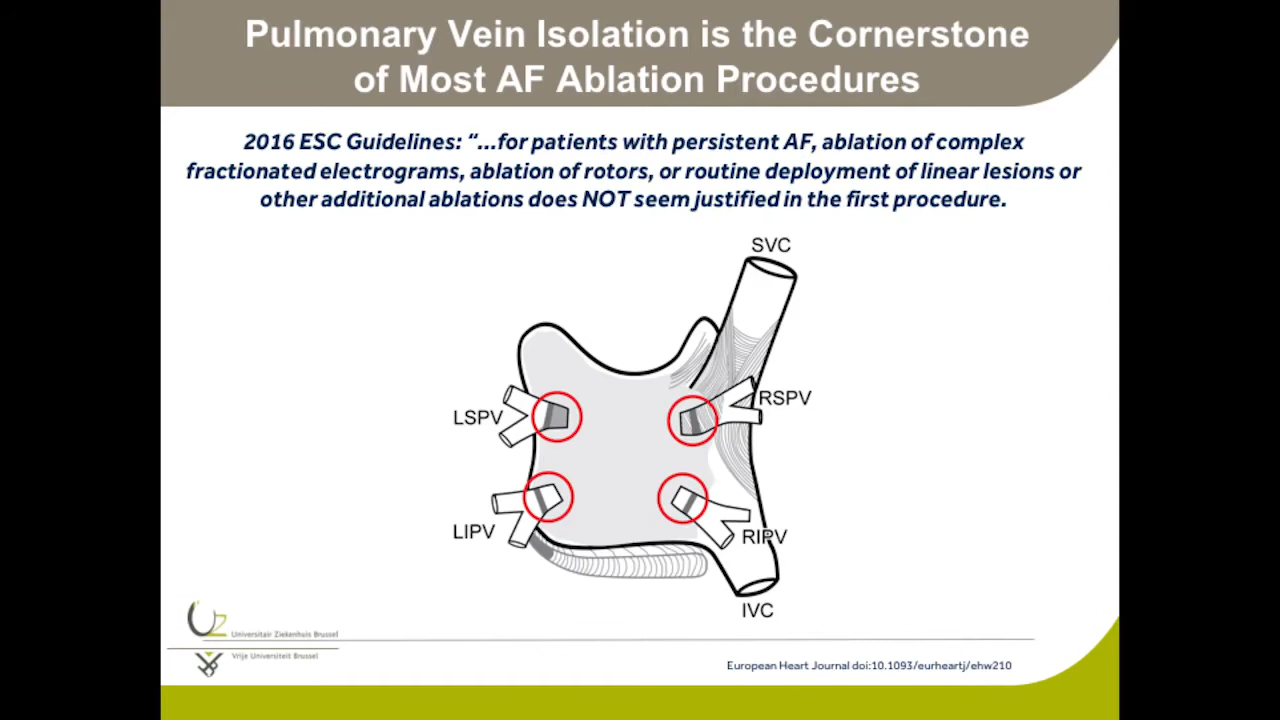 Pulmonary Vein Isolation is the Cornerstone
of Most AF Ablation Procedures
2016 ESC Guidelines: “...for patients with persistent AF, ablation of complex
fractionated electrograms, ablation of rotors, or routine deployment of linear lesions or
other additional ablations does NOT seem justified in the first procedure.
SVC
RSPV
LSPV
LIPV
RIPV
IVC
Universitair Ziekenhuis Brussel
Vrije Universiteit Brussel
European Heart Journal doi:10.1093/eurheartj/ehw210